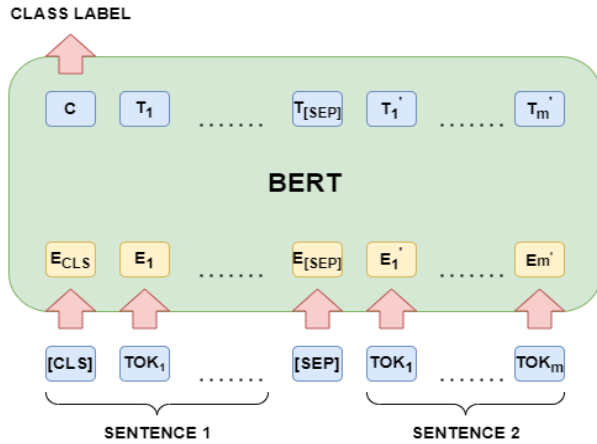 CLASS LABEL
C T₁ ....... T[SEP] T₁' ....... Tₘ'
BERT
E_CLS E₁ ....... E[SEP] E₁' ....... Em'
[CLS] TOK₁ ....... [SEP] TOK₁ ....... TOKₘ
SENTENCE 1 SENTENCE 2